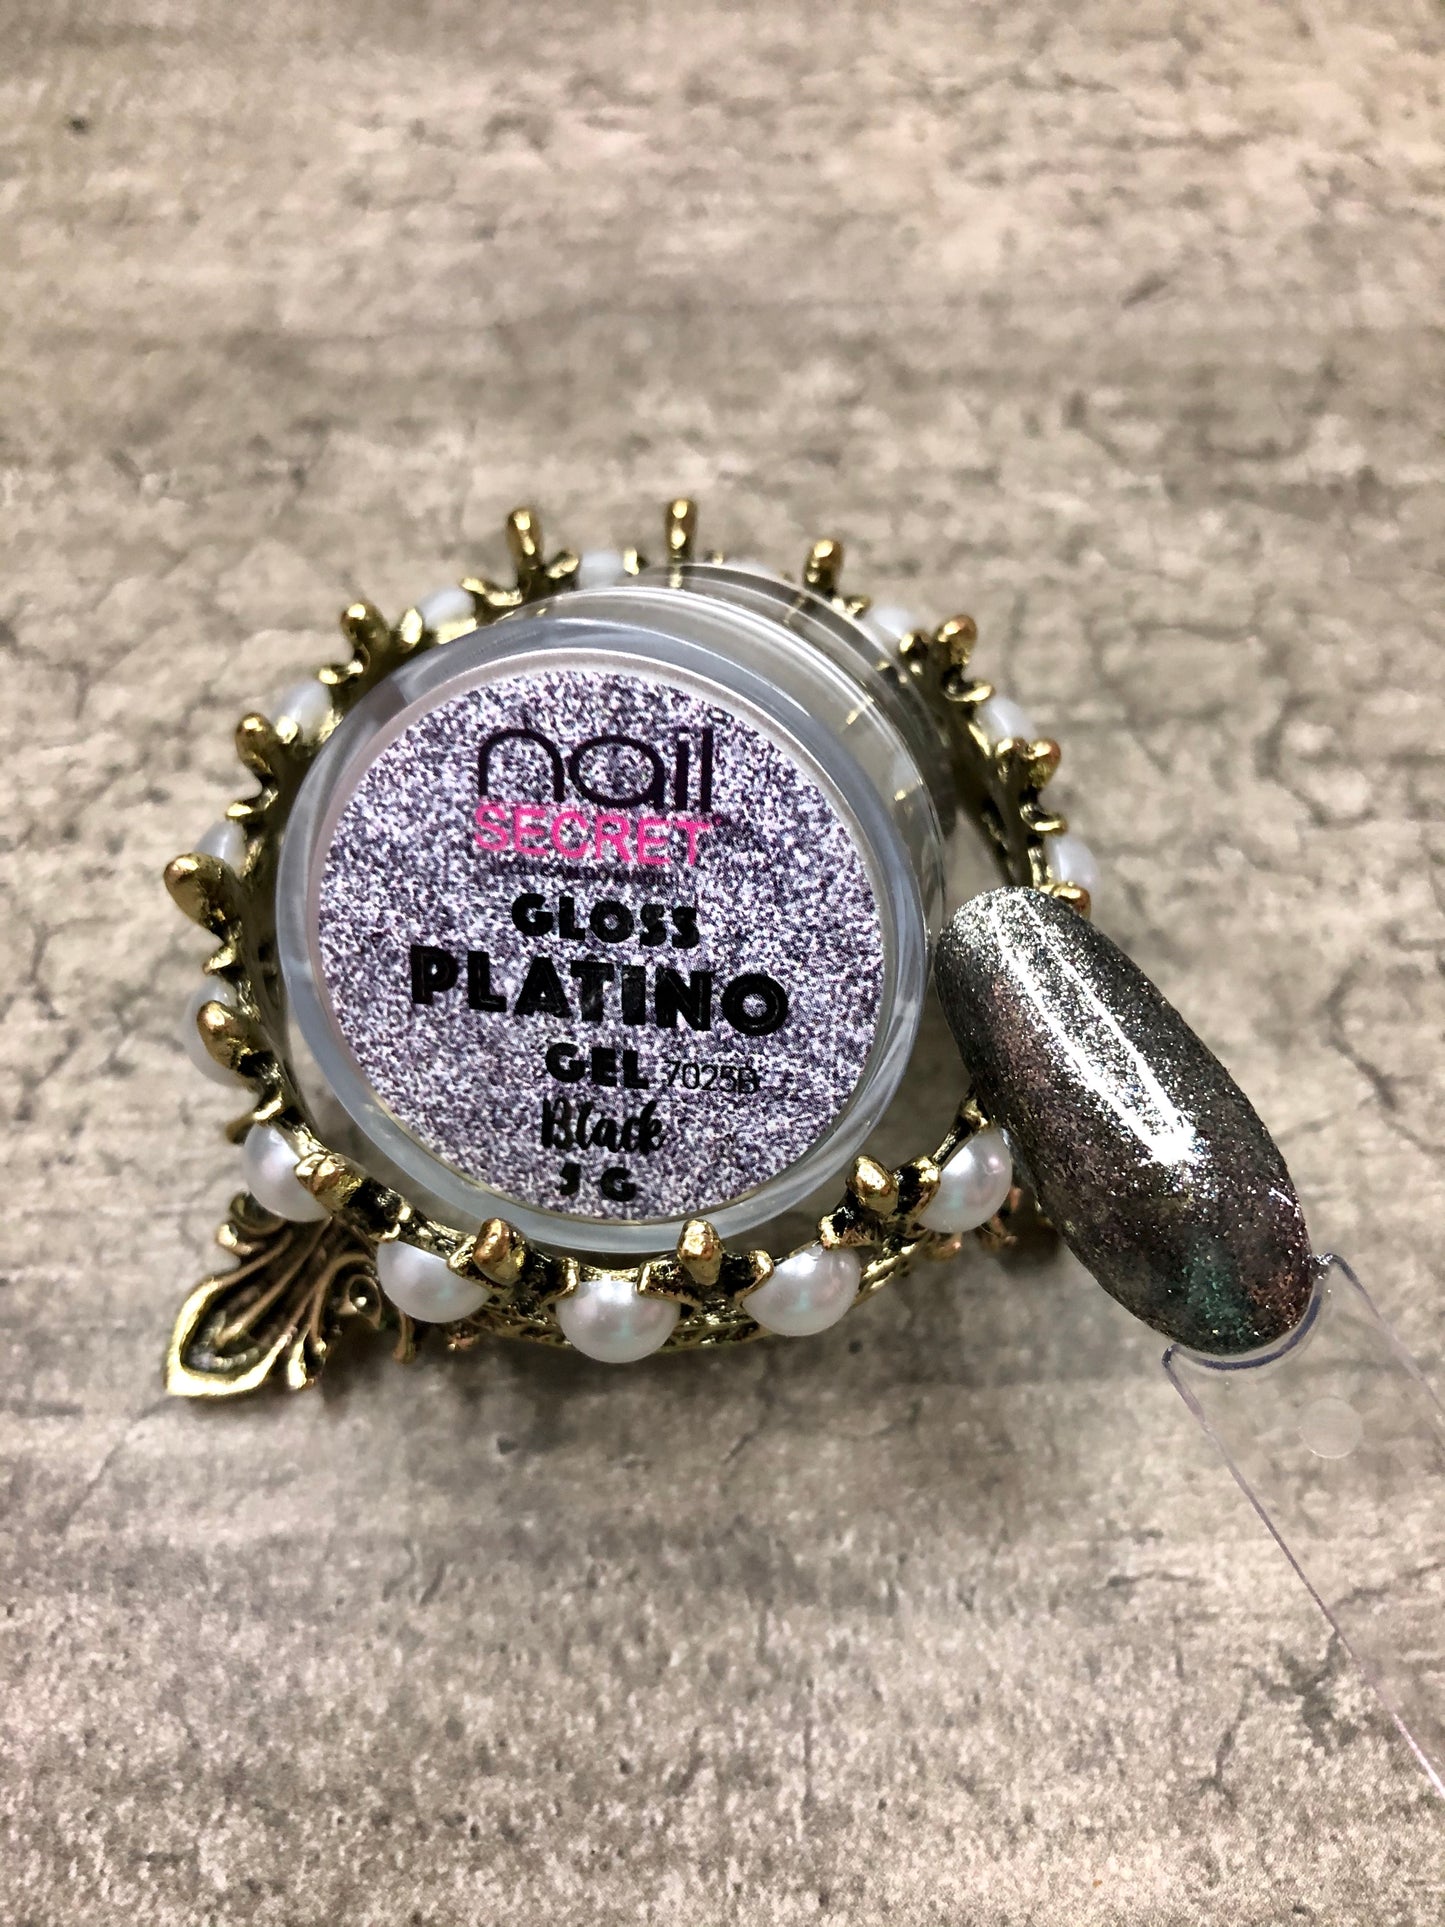 nail
SECRET
GLOSS
PLATINO
GEL 7025B
Black
5 G